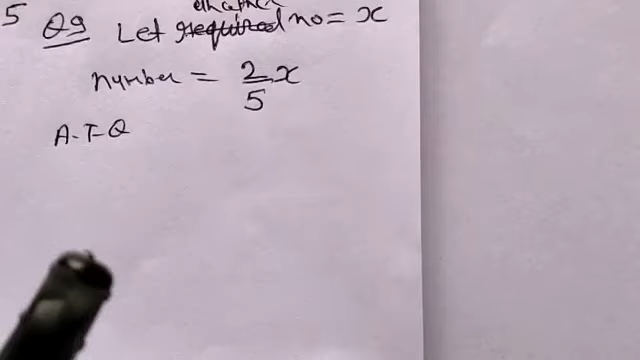 5 Q9 Let no = x
number = 2/5 x
A-T-Q